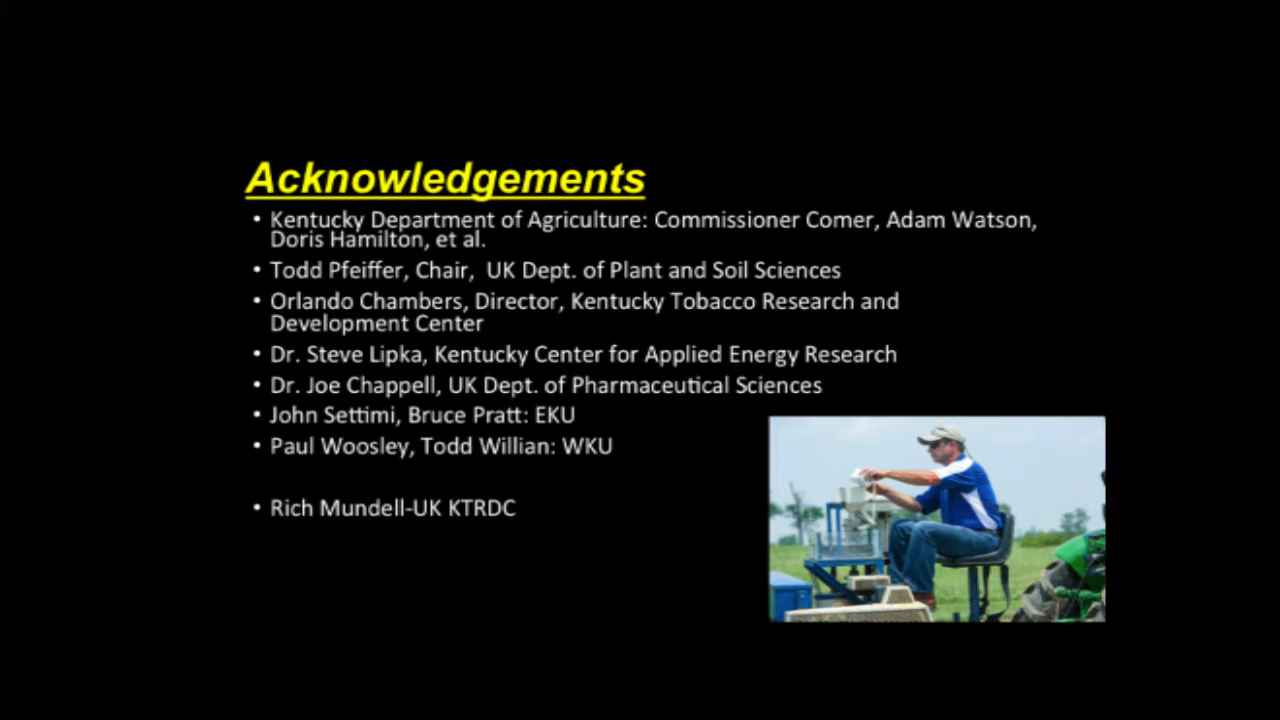 Acknowledgements
• Kentucky Department of Agriculture: Commissioner Comer, Adam Watson,
Doris Hamilton, et al.
• Todd Pfeiffer, Chair,  UK Dept. of Plant and Soil Sciences
• Orlando Chambers, Director, Kentucky Tobacco Research and
Development Center
• Dr. Steve Lipka, Kentucky Center for Applied Energy Research
• Dr. Joe Chappell, UK Dept. of Pharmaceutical Sciences
• John Settimi, Bruce Pratt: EKU
• Paul Woosley, Todd Willian: WKU
• Rich Mundell-UK KTRDC